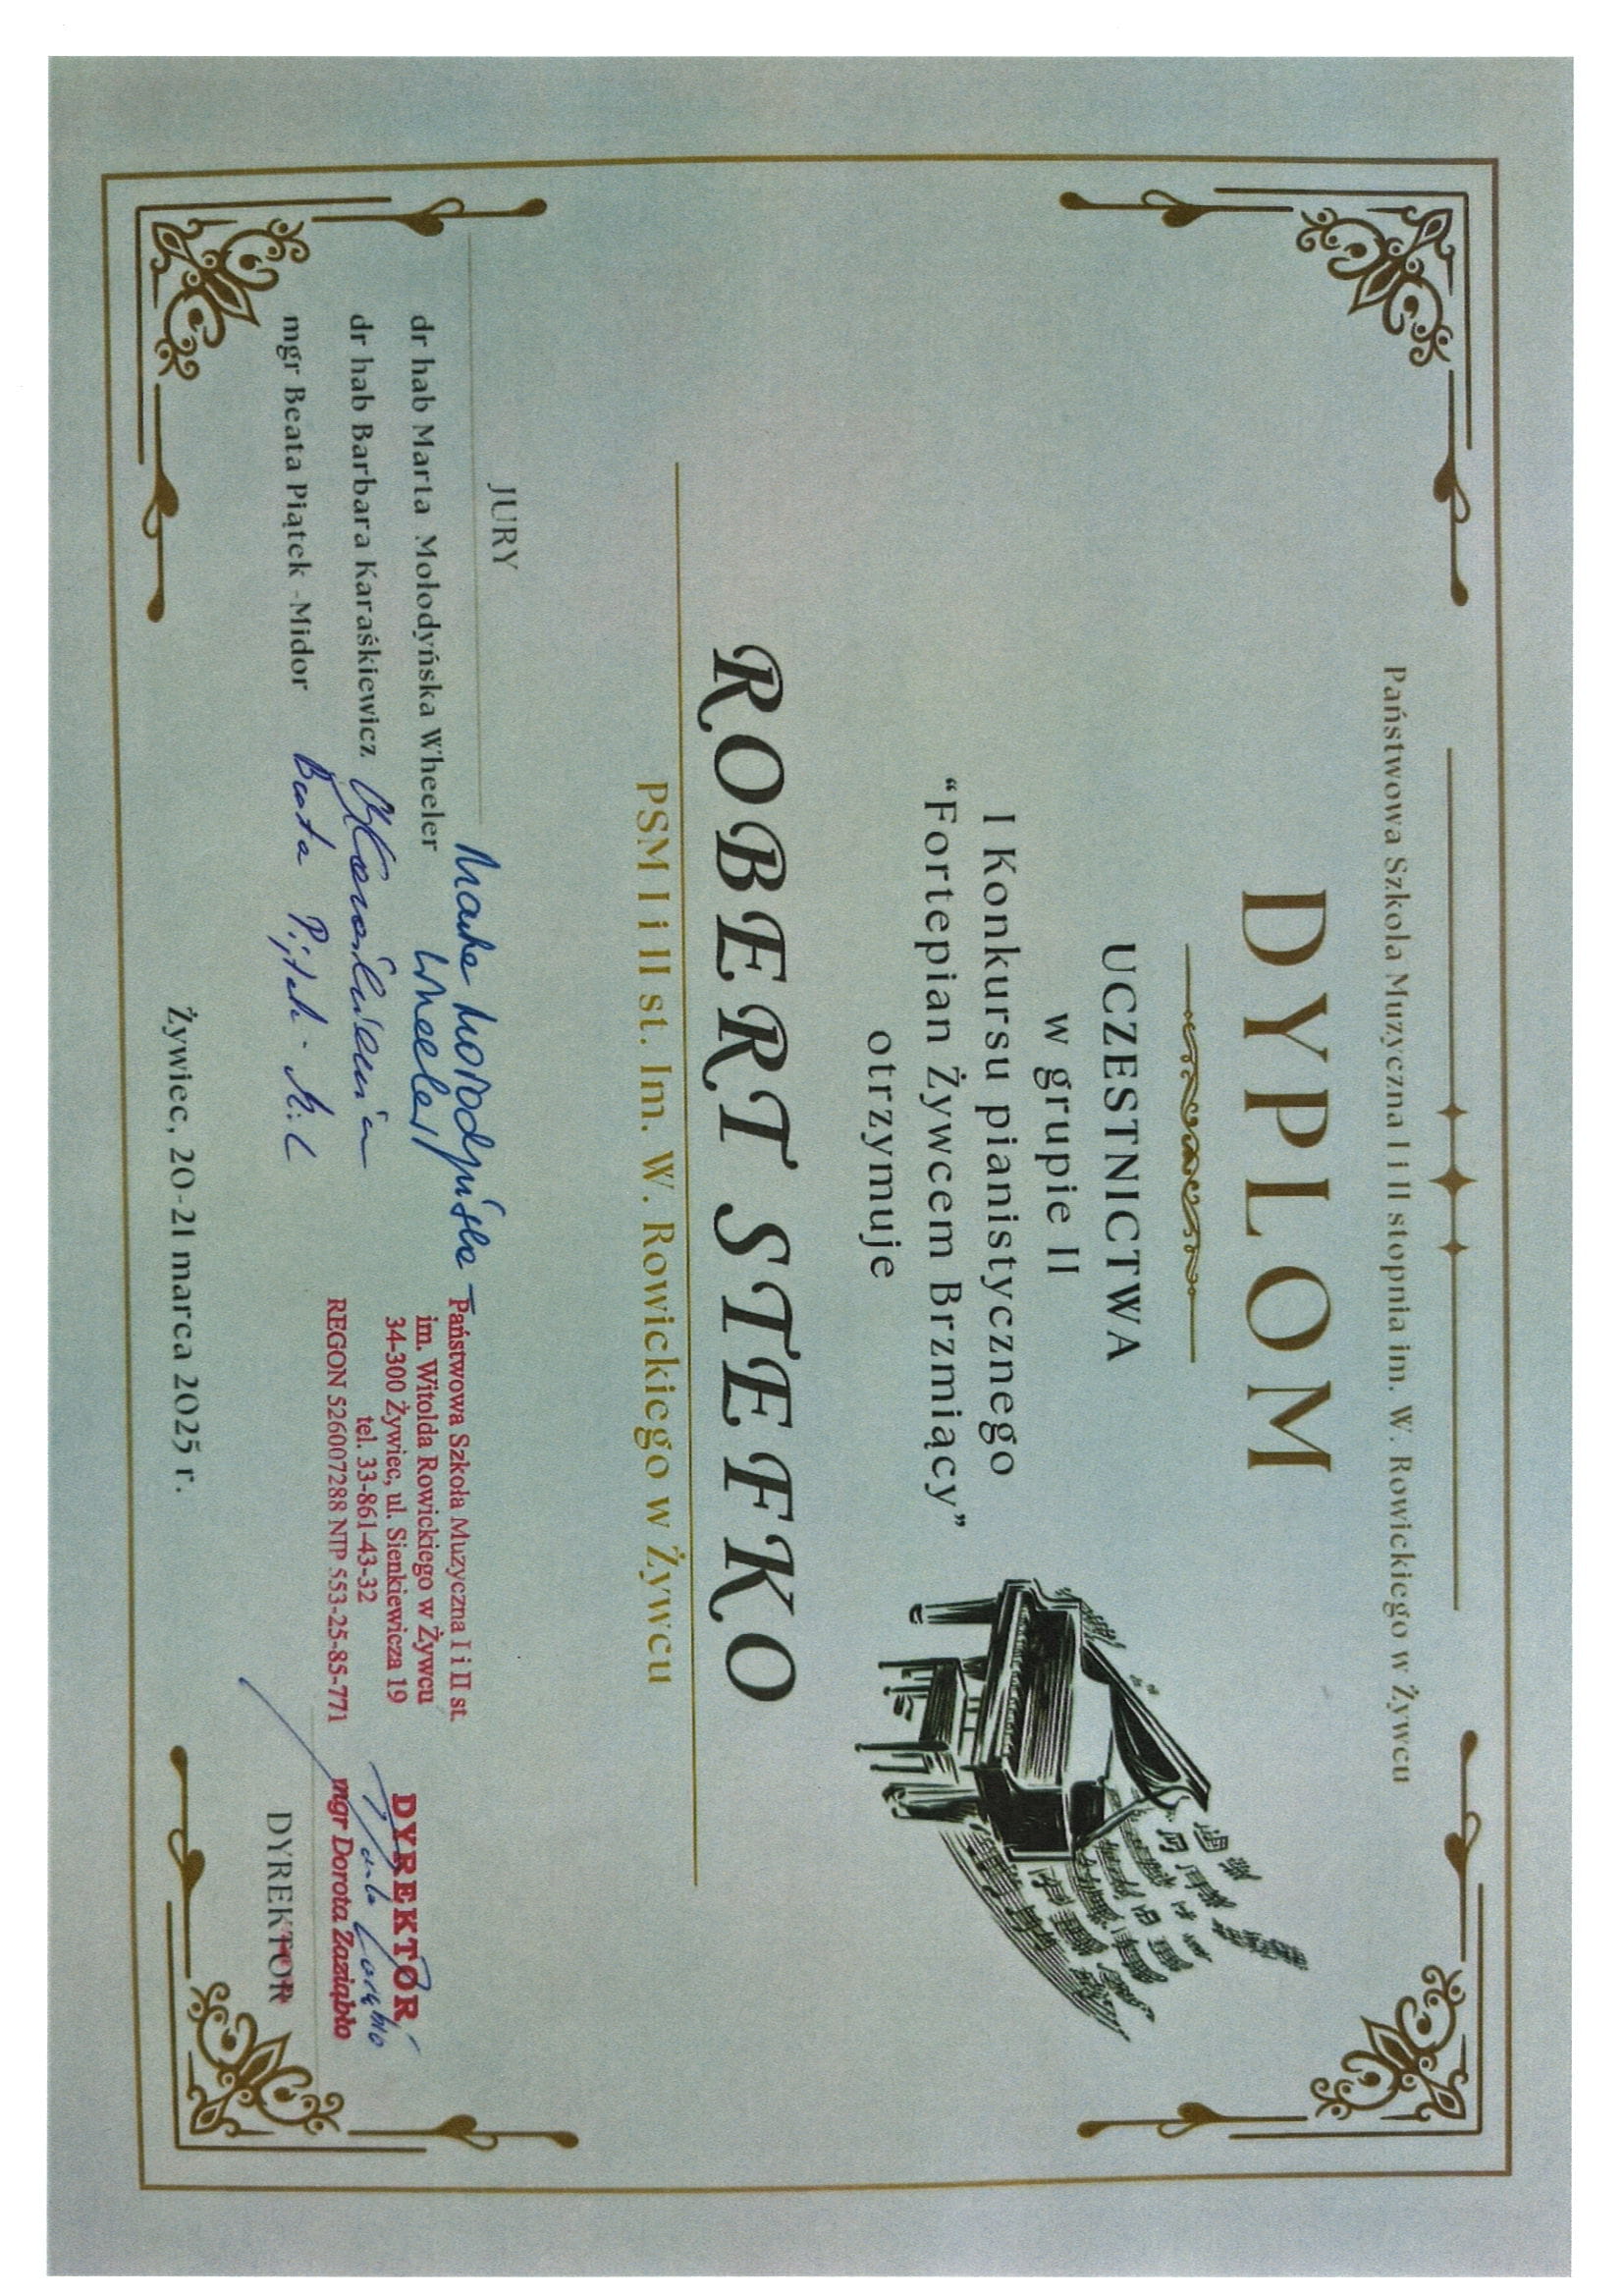 Państwowa Szkoła Muzyczna I i II stopnia im. W. Rowickiego w Żywcu
DYPLOM
UCZESTNICTWA
w grupie II
I Konkursu pianistycznego
“Fortepian Żywcem Brzmiący”
otrzymuje
ROBERT STEFKO
PSM I i II st. Im. W. Rowickiego w Żywcu
JURY
dr hab Marta Mołodyńska Wheeler
dr hab Barbara Karaśkiewicz
mgr Beata Piątek -Midor
Wheeler
Beata Piątek-
Państwowa Szkoła Muzyczna I i II st.
im. Witolda Rowickiego w Żywcu
34-300 Żywiec, ul. Sienkiewicza 19
tel. 33-861-43-32
REGON 526007288 NIP 553-25-85-771
DYREKTOR
mgr Dorota Zaziąbło
DYREKTOR
Żywiec, 20-21 marca 2025 r.